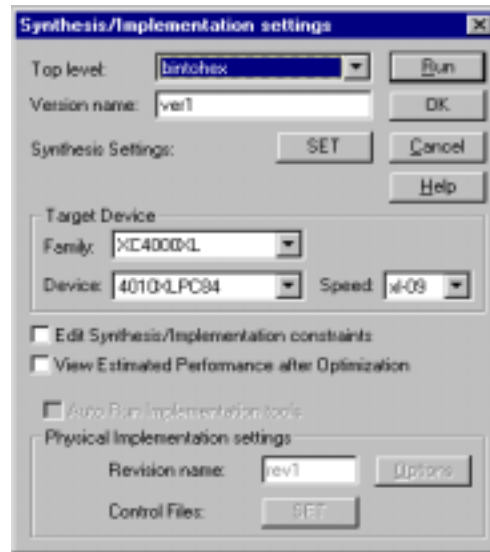 Synthesis/Implementation settings
Top level: bintohex Run
Version name: ver1 OK
Synthesis Settings: SET Cancel
Help
Target Device
Family: XC4000XL
Device: 4010XLPC84 Speed: xl-09
Edit Synthesis/Implementation constraints
View Estimated Performance after Optimization
Auto Run Implementation tools
Physical Implementation settings
Revision name: rev1 Options
Control Files: SET